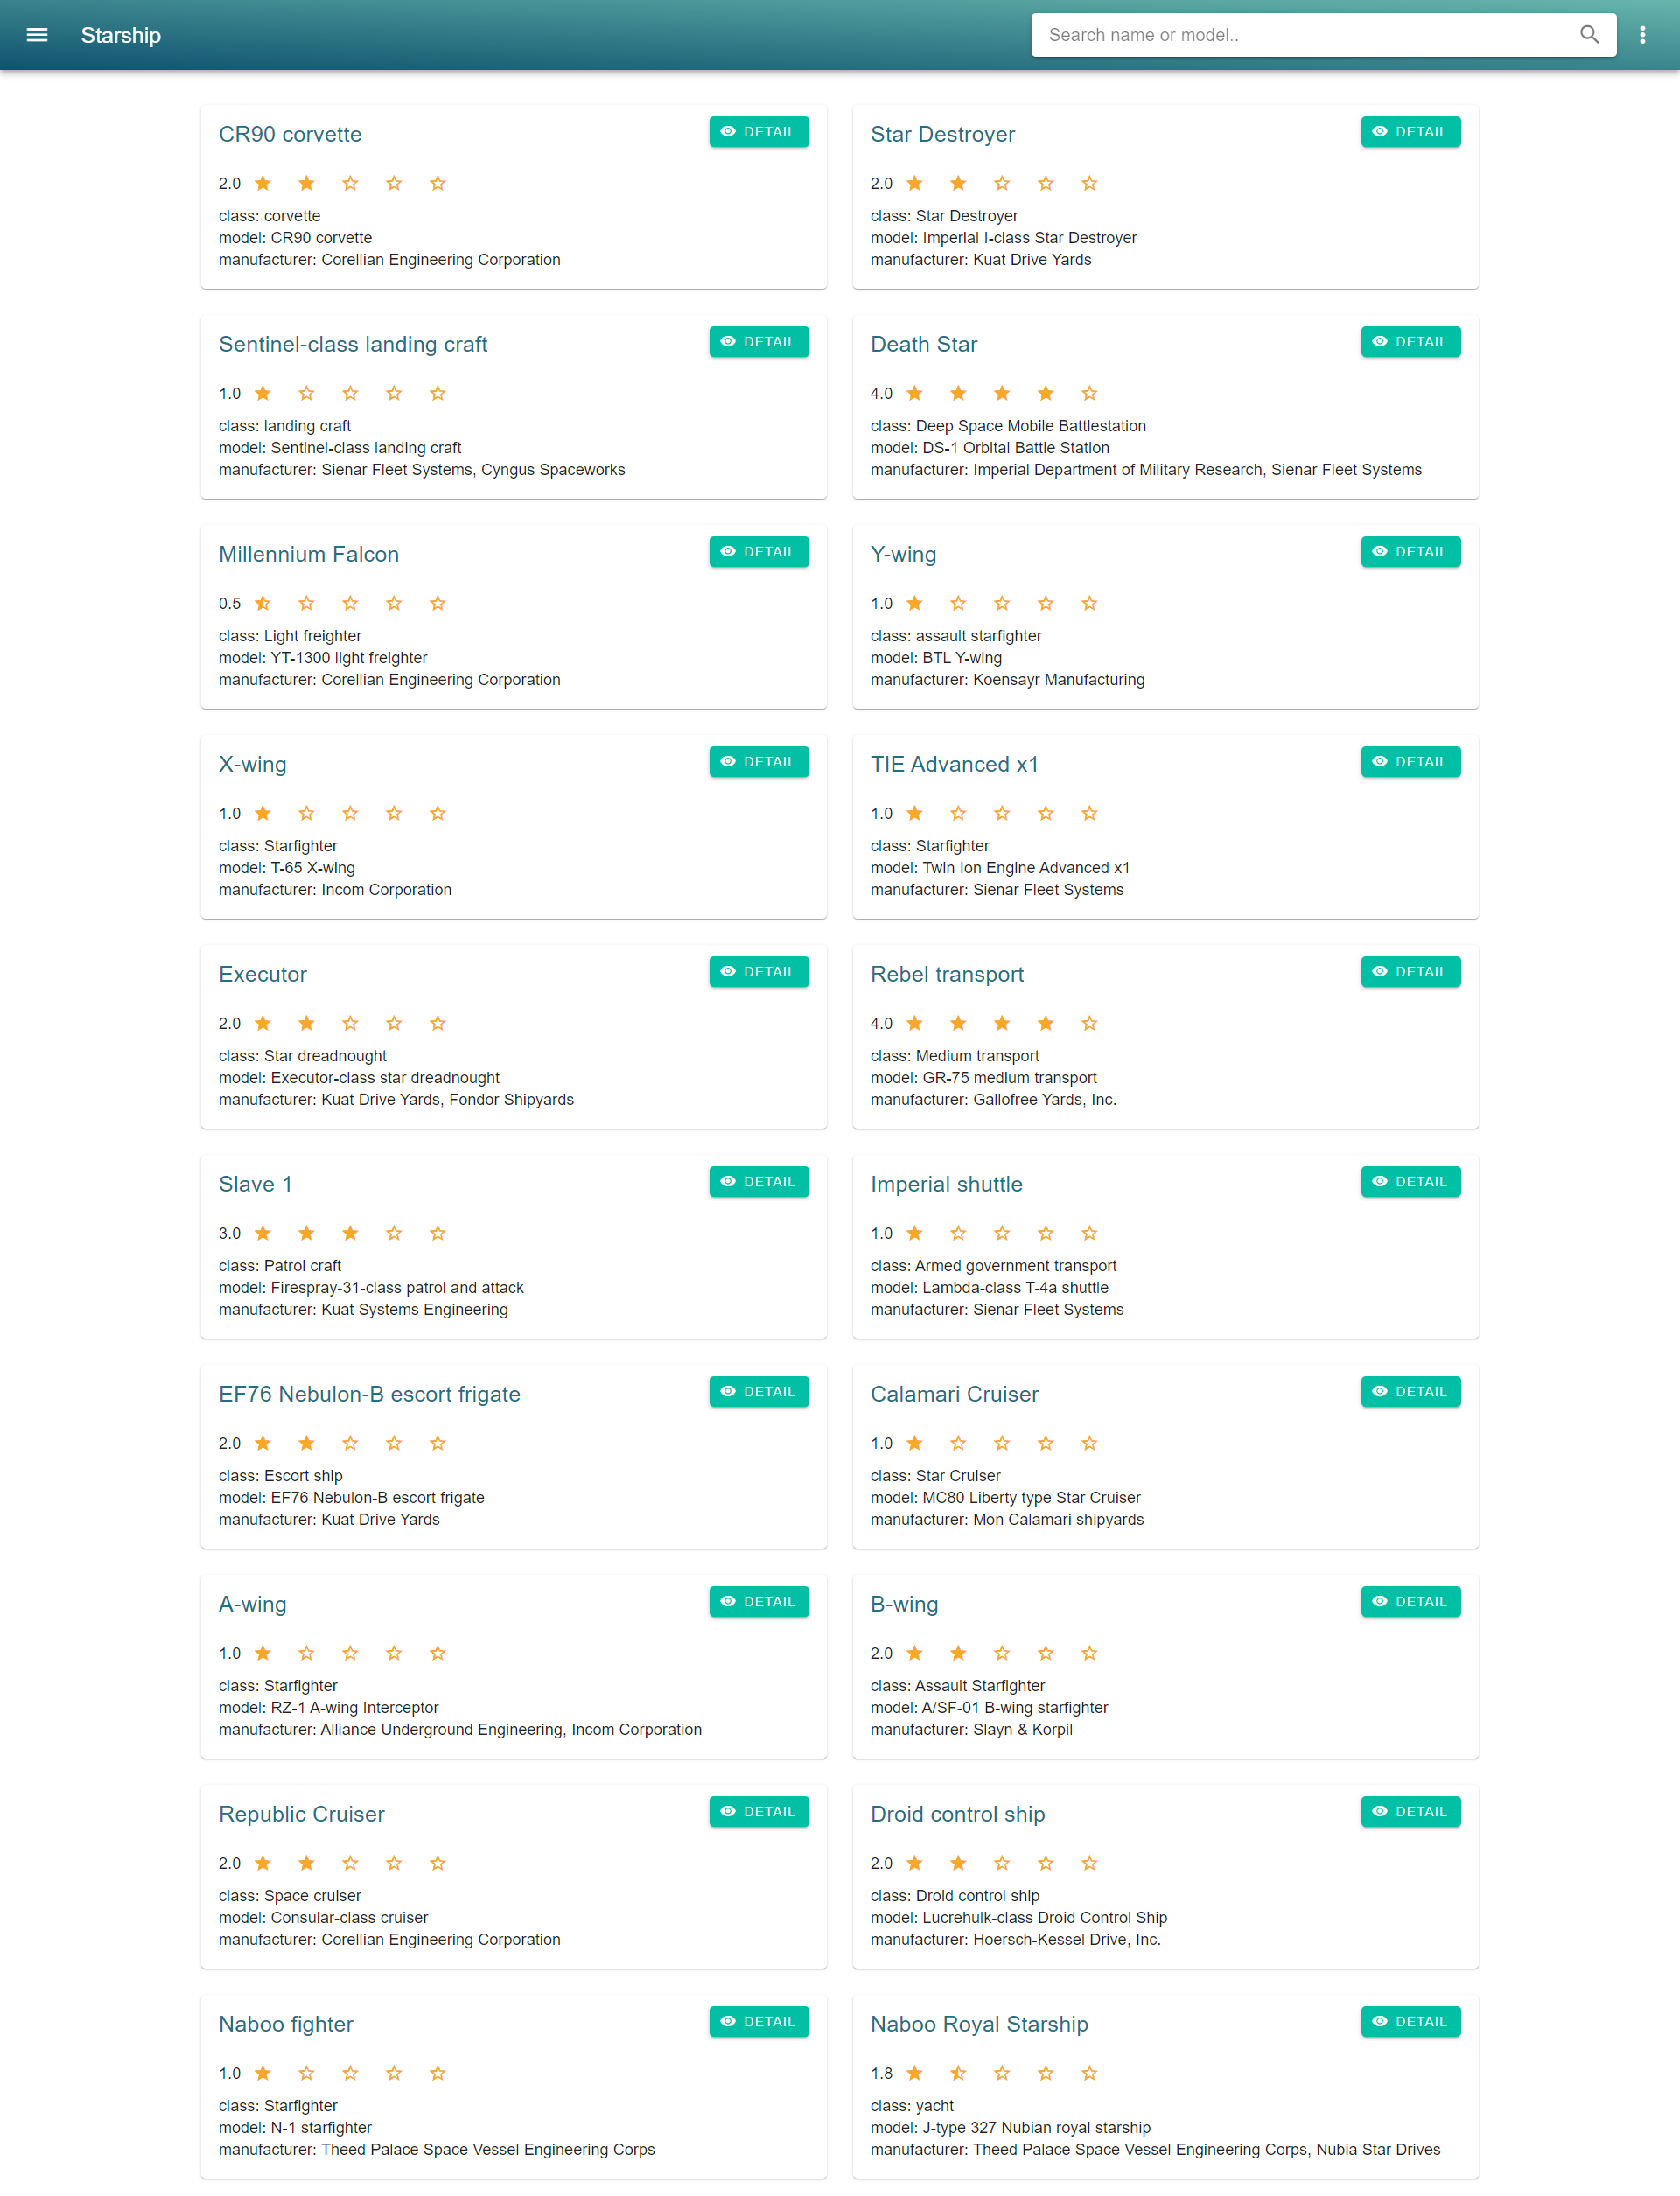 Starship
Search name or model..
CR90 corvette
DETAIL
2.0
class: corvette
model: CR90 corvette
manufacturer: Corellian Engineering Corporation
Star Destroyer
DETAIL
2.0
class: Star Destroyer
model: Imperial I-class Star Destroyer
manufacturer: Kuat Drive Yards
Sentinel-class landing craft
DETAIL
1.0
class: landing craft
model: Sentinel-class landing craft
manufacturer: Sienar Fleet Systems, Cyngus Spaceworks
Death Star
DETAIL
4.0
class: Deep Space Mobile Battlestation
model: DS-1 Orbital Battle Station
manufacturer: Imperial Department of Military Research, Sienar Fleet Systems
Millennium Falcon
DETAIL
0.5
class: Light freighter
model: YT-1300 light freighter
manufacturer: Corellian Engineering Corporation
Y-wing
DETAIL
1.0
class: assault starfighter
model: BTL Y-wing
manufacturer: Koensayr Manufacturing
X-wing
DETAIL
1.0
class: Starfighter
model: T-65 X-wing
manufacturer: Incom Corporation
TIE Advanced x1
DETAIL
1.0
class: Starfighter
model: Twin Ion Engine Advanced x1
manufacturer: Sienar Fleet Systems
Executor
DETAIL
2.0
class: Star dreadnought
model: Executor-class star dreadnought
manufacturer: Kuat Drive Yards, Fondor Shipyards
Rebel transport
DETAIL
4.0
class: Medium transport
model: GR-75 medium transport
manufacturer: Gallofree Yards, Inc.
Slave 1
DETAIL
3.0
class: Patrol craft
model: Firespray-31-class patrol and attack
manufacturer: Kuat Systems Engineering
Imperial shuttle
DETAIL
1.0
class: Armed government transport
model: Lambda-class T-4a shuttle
manufacturer: Sienar Fleet Systems
EF76 Nebulon-B escort frigate
DETAIL
2.0
class: Escort ship
model: EF76 Nebulon-B escort frigate
manufacturer: Kuat Drive Yards
Calamari Cruiser
DETAIL
1.0
class: Star Cruiser
model: MC80 Liberty type Star Cruiser
manufacturer: Mon Calamari shipyards
A-wing
DETAIL
1.0
class: Starfighter
model: RZ-1 A-wing Interceptor
manufacturer: Alliance Underground Engineering, Incom Corporation
B-wing
DETAIL
2.0
class: Assault Starfighter
model: A/SF-01 B-wing starfighter
manufacturer: Slayn & Korpil
Republic Cruiser
DETAIL
2.0
class: Space cruiser
model: Consular-class cruiser
manufacturer: Corellian Engineering Corporation
Droid control ship
DETAIL
2.0
class: Droid control ship
model: Lucrehulk-class Droid Control Ship
manufacturer: Hoersch-Kessel Drive, Inc.
Naboo fighter
DETAIL
1.0
class: Starfighter
model: N-1 starfighter
manufacturer: Theed Palace Space Vessel Engineering Corps
Naboo Royal Starship
DETAIL
1.8
class: yacht
model: J-type 327 Nubian royal starship
manufacturer: Theed Palace Space Vessel Engineering Corps, Nubia Star Drives